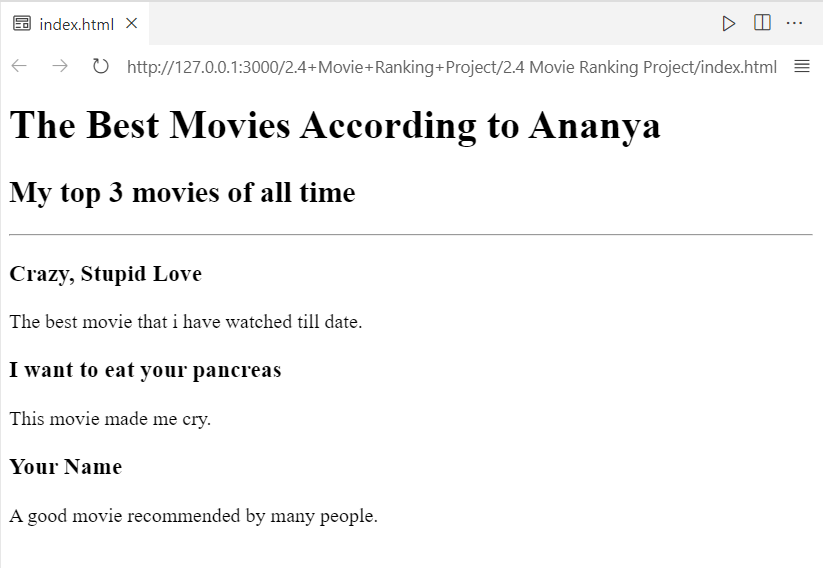 index.html
http://127.0.0.1:3000/2.4+Movie+Ranking+Project/2.4 Movie Ranking Project/index.html
The Best Movies According to Ananya
My top 3 movies of all time
Crazy, Stupid Love
The best movie that i have watched till date.
I want to eat your pancreas
This movie made me cry.
Your Name
A good movie recommended by many people.